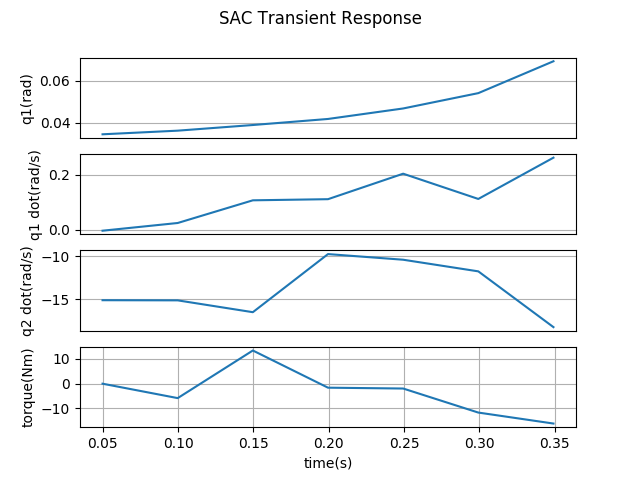 SAC Transient Response
0.06
0.04
q1(rad)
0.2
0.0
q1 dot(rad/s)
−10
−15
q2 dot(rad/s)
10
0
−10
torque(Nm)
0.05 0.10 0.15 0.20 0.25 0.30 0.35
time(s)